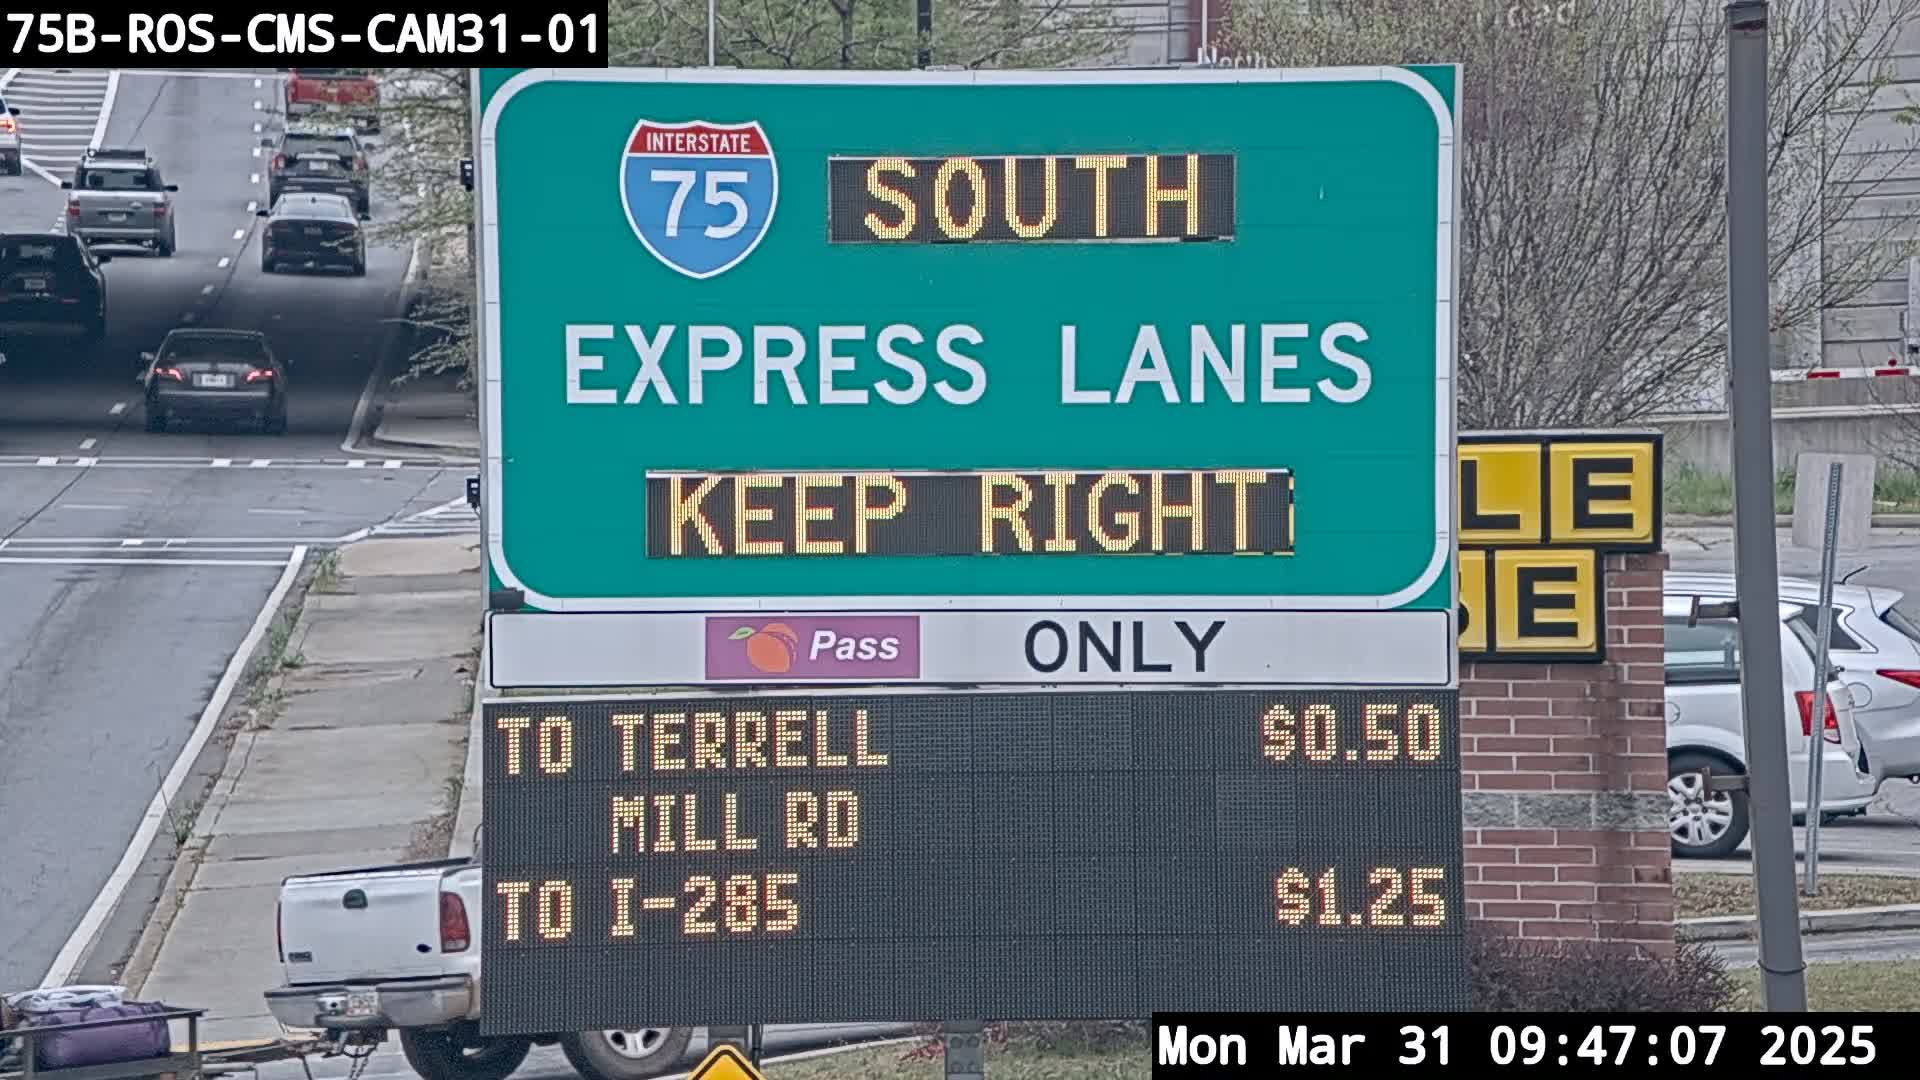 75B-ROS-CMS-CAM31-01
INTERSTATE
75
SOUTH
EXPRESS LANES
KEEP RIGHT
LE
E
Pass ONLY
TO TERRELL $0.50
MILL RD
TO I-285 $1.25
Mon Mar 31 09:47:07 2025